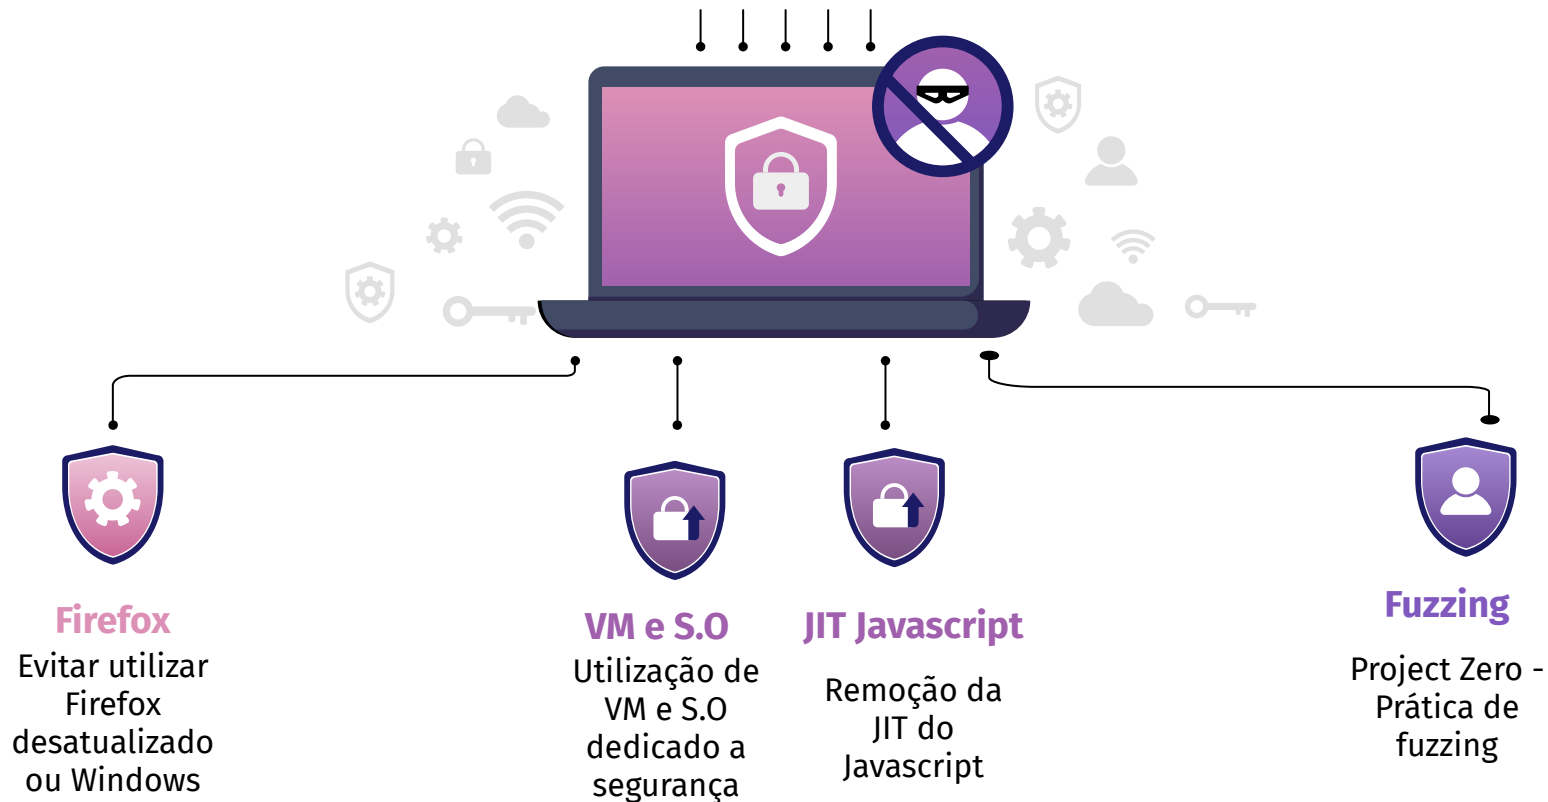 Firefox
Evitar utilizar
Firefox
desatualizado
ou Windows
VM e S.O
Utilização de
VM e S.O
dedicado a
segurança
JIT Javascript
Remoção da
JIT do
Javascript
Fuzzing
Project Zero -
Prática de
fuzzing